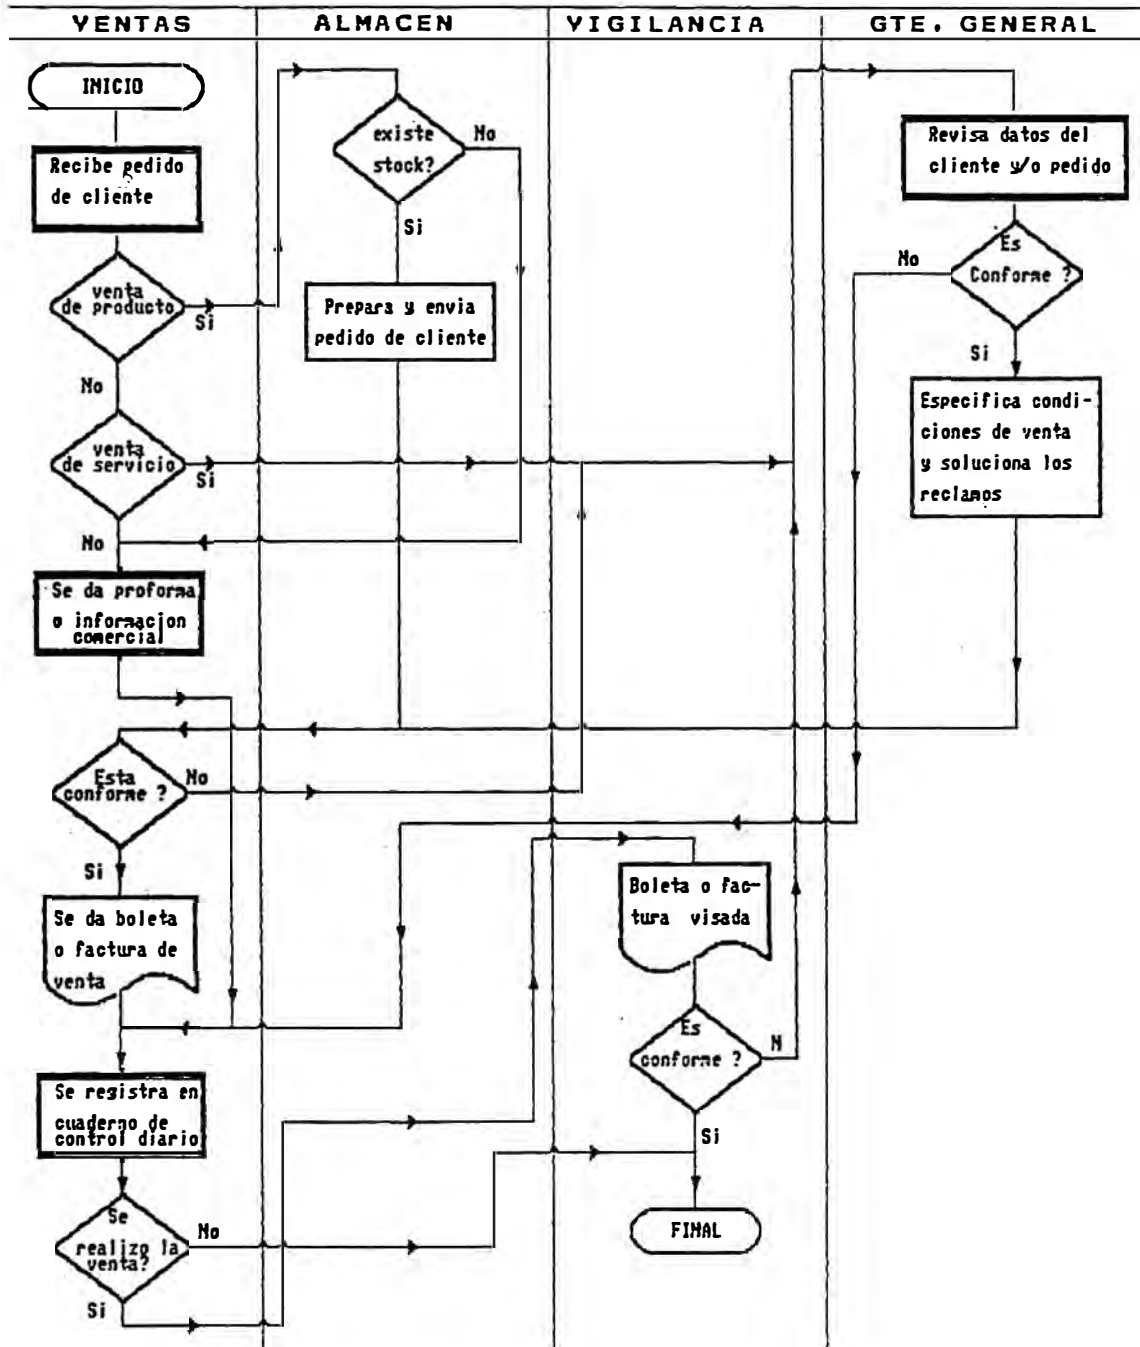 VENTAS
ALMACEN
VIGILANCIA
GTE. GENERAL
INICIO
Recibe pedido
de cliente
venta
de producto
Si
No
venta
de servicio
Si
No
Se da proforma
o informacion
comercial
Esta
conforme ?
No
Si
Se da boleta
o factura de
venta
Se registra en
cuaderno de
control diario
Se
realizo la
venta?
No
Si
existe
stock?
No
Si
Prepara y envia
pedido de cliente
Boleta o fac-
tura visada
Es
conforme ?
N
Si
FINAL
Revisa datos del
cliente y/o pedido
Es
Conforme ?
No
Si
Especifica condi-
ciones de venta
y soluciona los
reclamos